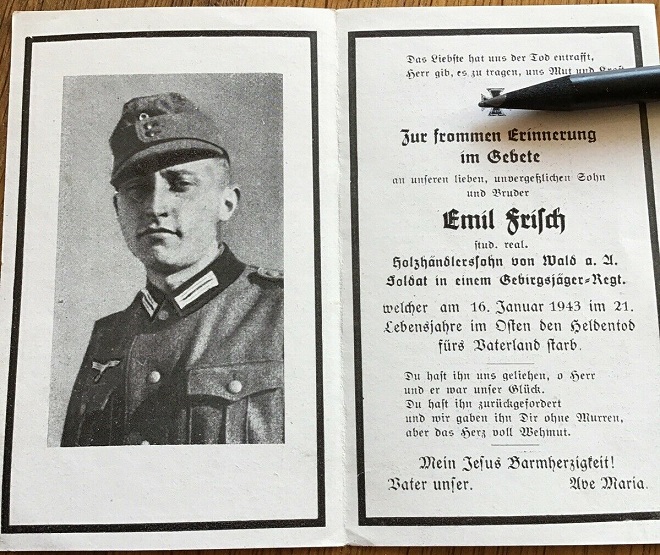 Das Liebste hat uns der Tod entrafft,
Herr gib, es zu tragen, uns Mut und
Zur frommen Erinnerung
im Gebete
an unseren lieben, unvergeßlichen Sohn
und Bruder
Emil Frisch
stud. real.
Holzhändlerssohn von Wald a. A.
Soldat in einem Gebirgsjäger-Regt.
welcher am 16. Januar 1943 im 21.
Lebensjahre im Osten den Heldentod
fürs Vaterland starb.
Du hast ihn uns geliehen, o Herr
und er war unser Glück.
Du hast ihn zurückgefordert
und wir gaben ihn Dir ohne Murren,
aber das Herz voll Wehmut.
Mein Jesus Barmherzigkeit!
Vater unser. Ave Maria.